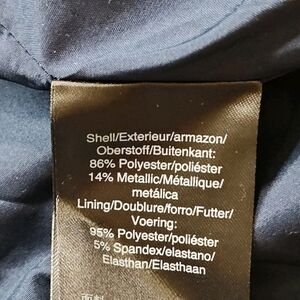 Shell/Exterieur/armazon/
Oberstoff/Buitenkant:
86% Polyester/poliéster
14% Metallic/Métallique/
metálica
Lining/Doublure/forro/Futter/
Voering:
95% Polyester/poliéster
5% Spandex/elastano/
Elasthan/Elasthaan